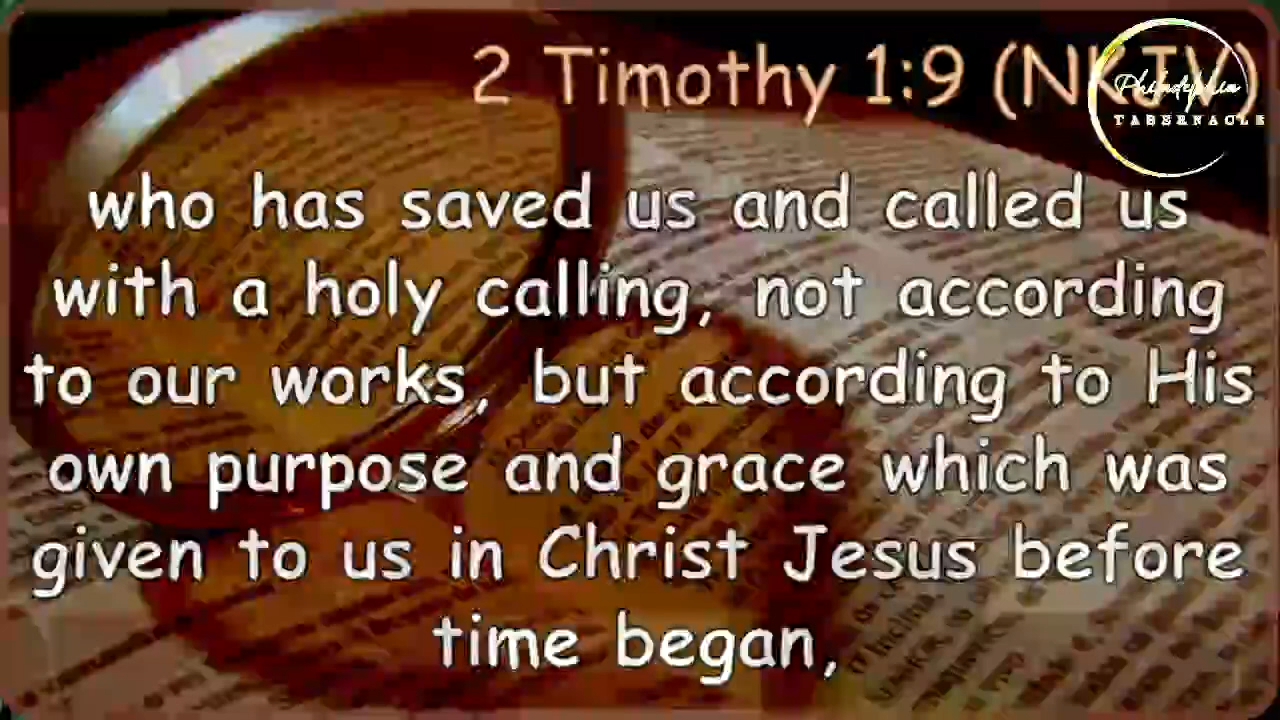 2 Timothy 1:9 (NKJV)
Philadelphia
TABERNACLE
who has saved us and called us
with a holy calling, not according
to our works, but according to His
own purpose and grace which was
given to us in Christ Jesus before
time began,